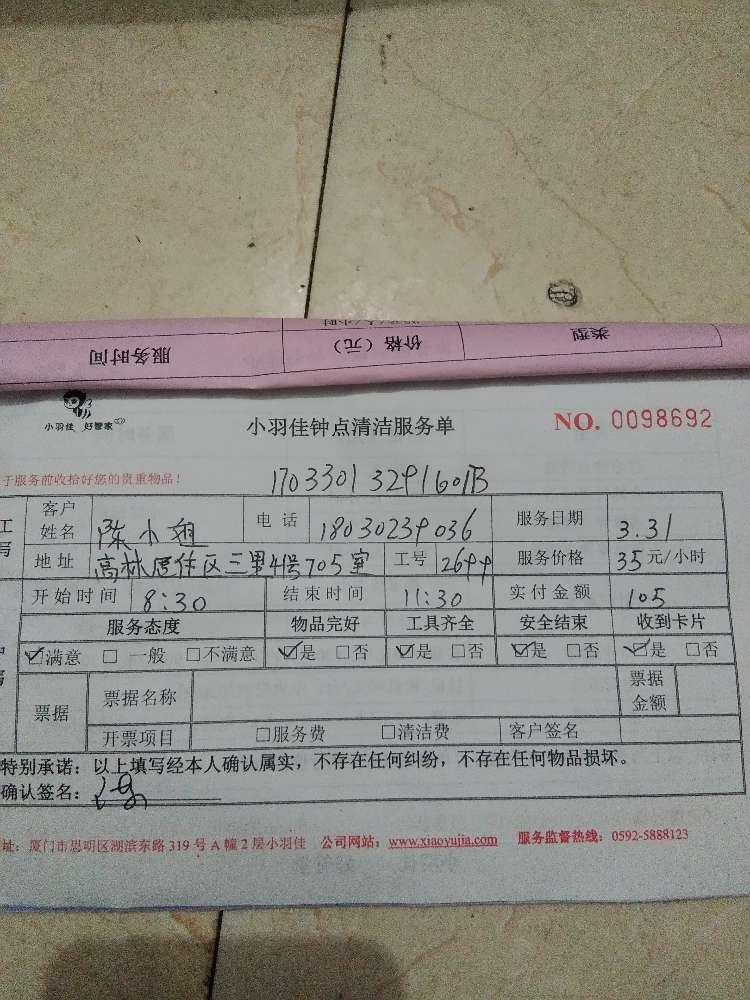 服务时间
价格（元）
类型
小羽佳 好管家
小羽佳钟点清洁服务单
NO. 0098692
于服务前收拾好您的贵重物品！
客户姓名 陈小姐 电话 18030239036 服务日期 3.31
地址 高林居住区三里4号705室 工号 2644 服务价格 35元/小时
开始时间 8:30 结束时间 11:30 实付金额 105
服务态度 物品完好 工具齐全 安全结束 收到卡片
☑满意 □一般 □不满意 ☑是 □否 ☑是 □否 ☑是 □否 ☑是 □否
票据 票据名称 票据金额
开票项目 □服务费 □清洁费 客户签名
特别承诺：以上填写经本人确认属实，不存在任何纠纷，不存在任何物品损坏。
确认签名：
址：厦门市思明区湖滨东路 319 号 A 幢 2 层小羽佳 公司网站：www.xiaoyujia.com 服务监督热线：0592-5888123